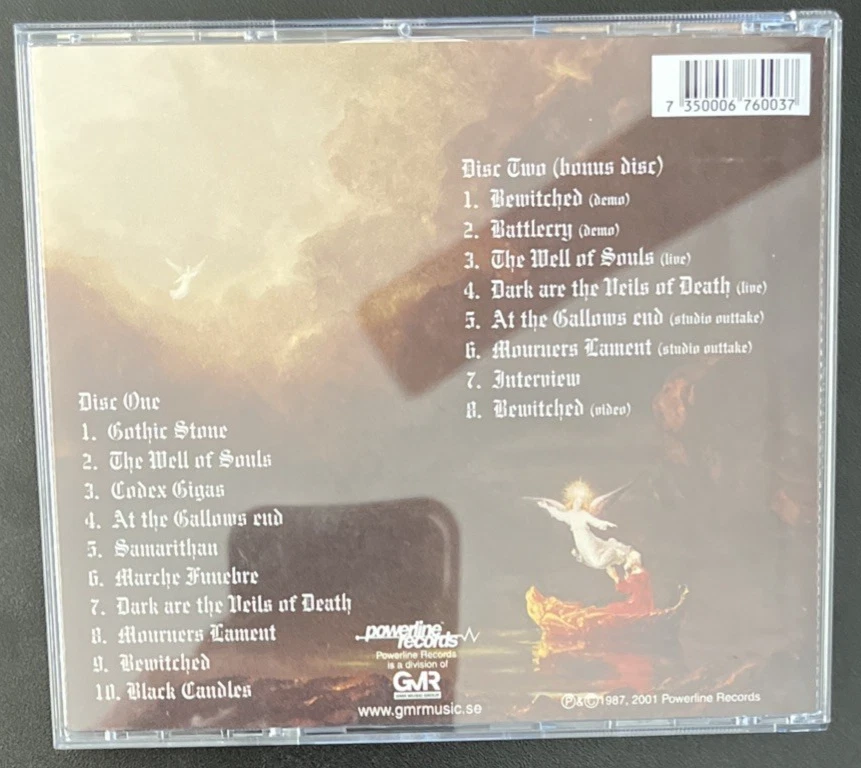 7 350006 760037
Disc Two (bonus disc)
1. Bewitched (demo)
2. Battlecry (demo)
3. The Well of Souls (live)
4. Dark are the Veils of Death (live)
5. At the Gallows end (studio outtake)
6. Mourners Lament (studio outtake)
7. Interview
8. Bewitched (video)
Disc One
1. Gothic Stone
2. The Well of Souls
3. Codex Gigas
4. At the Gallows end
5. Samarithan
6. Marche Funebre
7. Dark are the Veils of Death
8. Mourners Lament
9. Bewitched
10. Black Candles
powerline
records
Powerline Records
is a division of
GMR
GMR MUSIC GROUP
www.gmrmusic.se
℗&©1987, 2001 Powerline Records